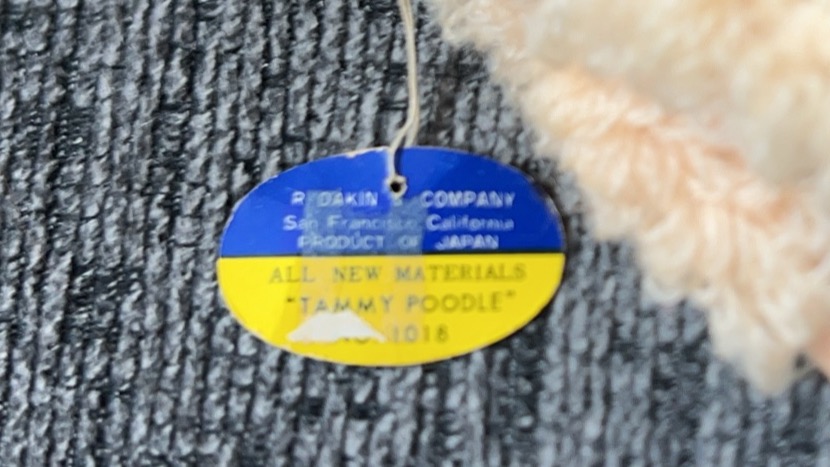 R DAKIN & COMPANY
San Francisco California
PRODUCT OF JAPAN
ALL NEW MATERIALS
"TAMMY POODLE"
1018